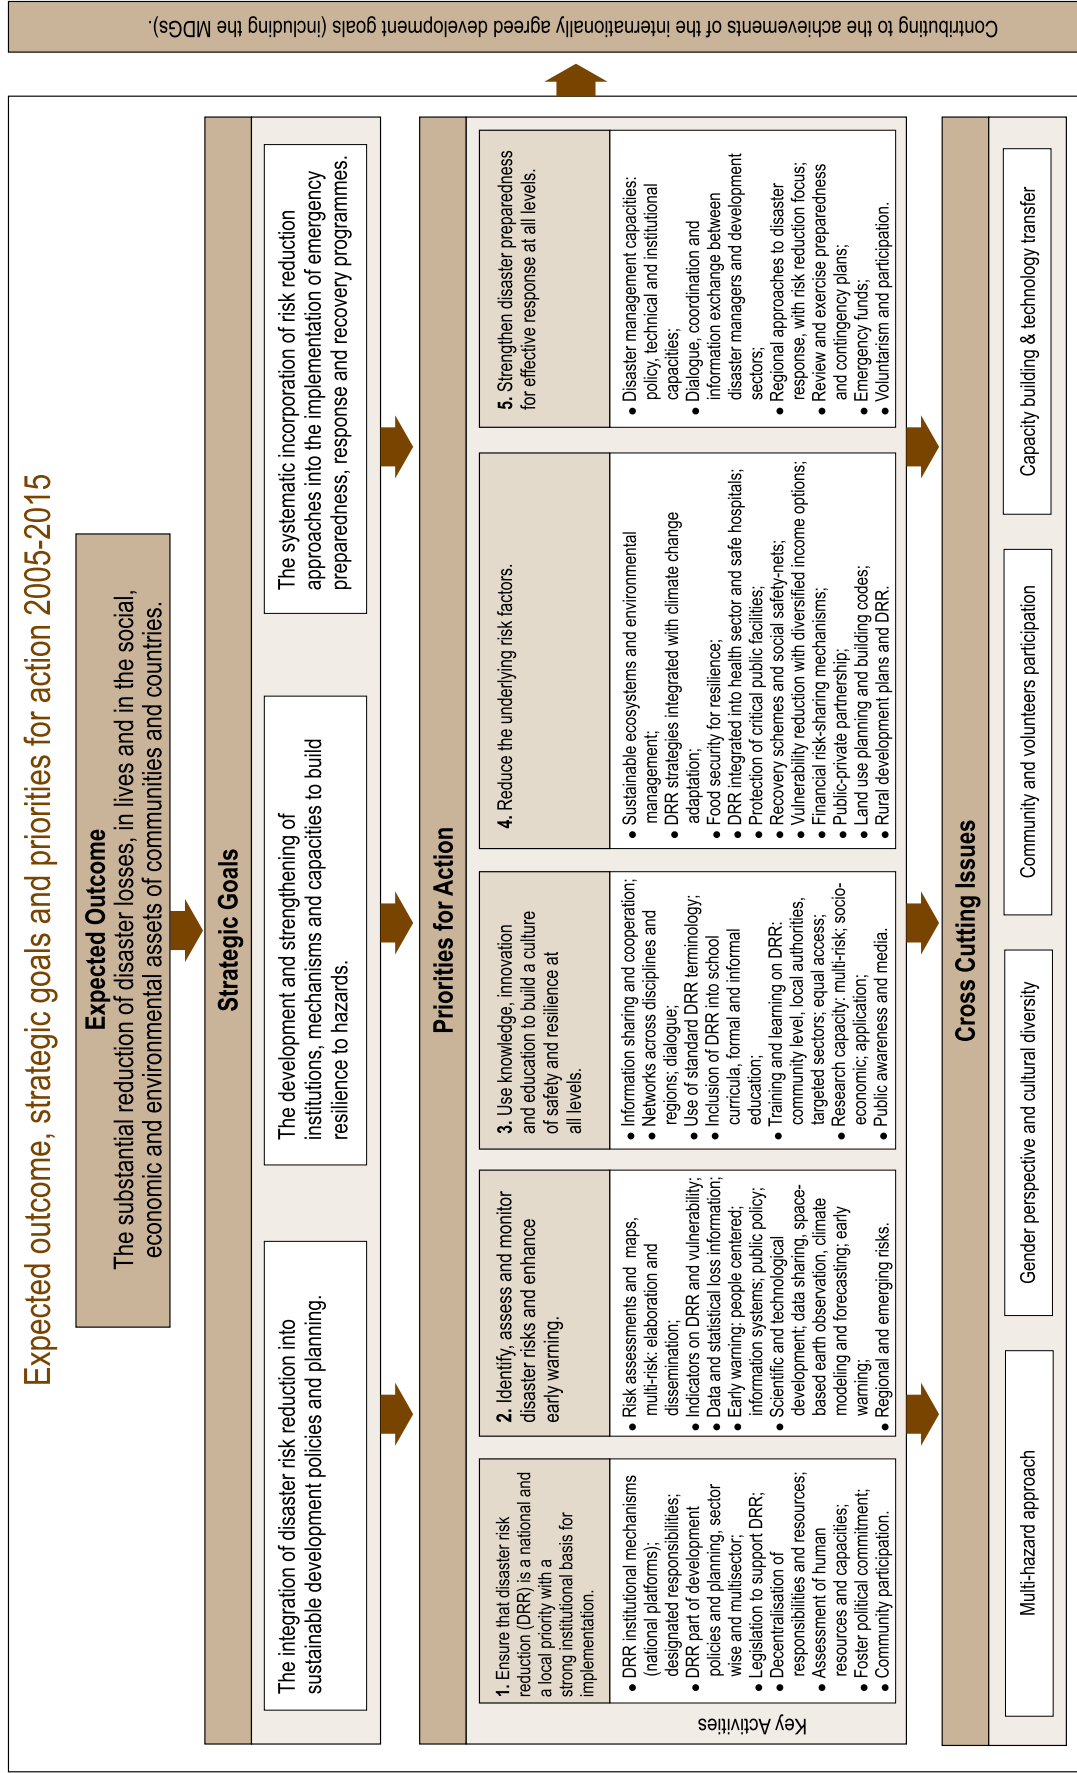 Expected outcome, strategic goals and priorities for action 2005-2015
Expected Outcome
The substantial reduction of disaster losses, in lives and in the social,
economic and environmental assets of communities and countries.
Strategic Goals
The integration of disaster risk reduction into
sustainable development policies and planning.
The development and strengthening of
institutions, mechanisms and capacities to build
resilience to hazards.
The systematic incorporation of risk reduction
approaches into the implementation of emergency
preparedness, response and recovery programmes.
Priorities for Action
1. Ensure that disaster risk
reduction (DRR) is a national and
a local priority with a
strong institutional basis for
implementation.
2. Identify, assess and monitor
disaster risks and enhance
early warning.
3. Use knowledge, innovation
and education to build a culture
of safety and resilience at
all levels.
4. Reduce the underlying risk factors.
5. Strengthen disaster preparedness
for effective response at all levels.
Key Activities
• DRR institutional mechanisms
(national platforms);
designated responsibilities;
• DRR part of development
policies and planning, sector
wise and multisector;
• Legislation to support DRR;
• Decentralisation of
responsibilities and resources;
• Assessment of human
resources and capacities;
• Foster political commitment;
• Community participation.
• Risk assessments and maps,
multi-risk: elaboration and
dissemination;
• Indicators on DRR and vulnerability;
• Data and statistical loss information;
• Early warning: people centered;
information systems; public policy;
• Scientific and technological
development; data sharing, space-
based earth observation, climate
modeling and forecasting; early
warning;
• Regional and emerging risks.
• Information sharing and cooperation;
• Networks across disciplines and
regions; dialogue;
• Use of standard DRR terminology;
• Inclusion of DRR into school
curricula, formal and informal
education;
• Training and learning on DRR:
community level, local authorities,
targeted sectors; equal access;
• Research capacity: multi-risk; socio-
economic; application;
• Public awareness and media.
• Sustainable ecosystems and environmental
management;
• DRR strategies integrated with climate change
adaptation;
• Food security for resilience;
• DRR integrated into health sector and safe hospitals;
• Protection of critical public facilities;
• Recovery schemes and social safety-nets;
• Vulnerability reduction with diversified income options;
• Financial risk-sharing mechanisms;
• Public-private partnership;
• Land use planning and building codes;
• Rural development plans and DRR.
• Disaster management capacities:
policy, technical and institutional
capacities;
• Dialogue, coordination and
information exchange between
disaster managers and development
sectors;
• Regional approaches to disaster
response, with risk reduction focus;
• Review and exercise preparedness
and contingency plans;
• Emergency funds;
• Voluntarism and participation.
Cross Cutting Issues
Multi-hazard approach
Gender perspective and cultural diversity
Community and volunteers participation
Capacity building & technology transfer
Contributing to the achievements of the internationally agreed development goals (including the MDGs).